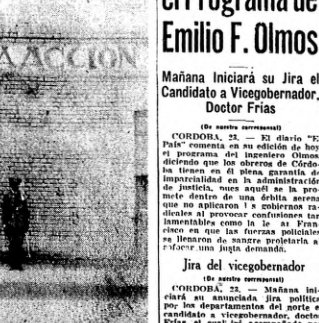 el Programa de
Emilio F. Olmos
Mañana Iniciará su Jira el
Candidato a Vicegobernador,
Doctor Frías
(De nuestro corresponsal)
CORDOBA, 23. — El diario "El
País" comenta en su edición de hoy
el programa del ingeniero Olmos
diciendo que los obreros de Córdo-
ba tienen en él plena garantía de
imparcialidad en la administración
de justicia, pues aquél se la pro-
mete dentro de una órbita serena
que no aplicaron los gobiernos ra-
dicales al provocar confusiones tan
lamentables como la de San Fran-
cisco en que las fuerzas policiales
se llenaron de sangre proletaria al
sofocar una justa demanda.
Jira del vicegobernador
(De nuestro corresponsal)
CORDOBA, 23. — Mañana ini-
ciará su anunciada jira política
por los departamentos del norte el
candidato a vicegobernador, doctor
A ACCION